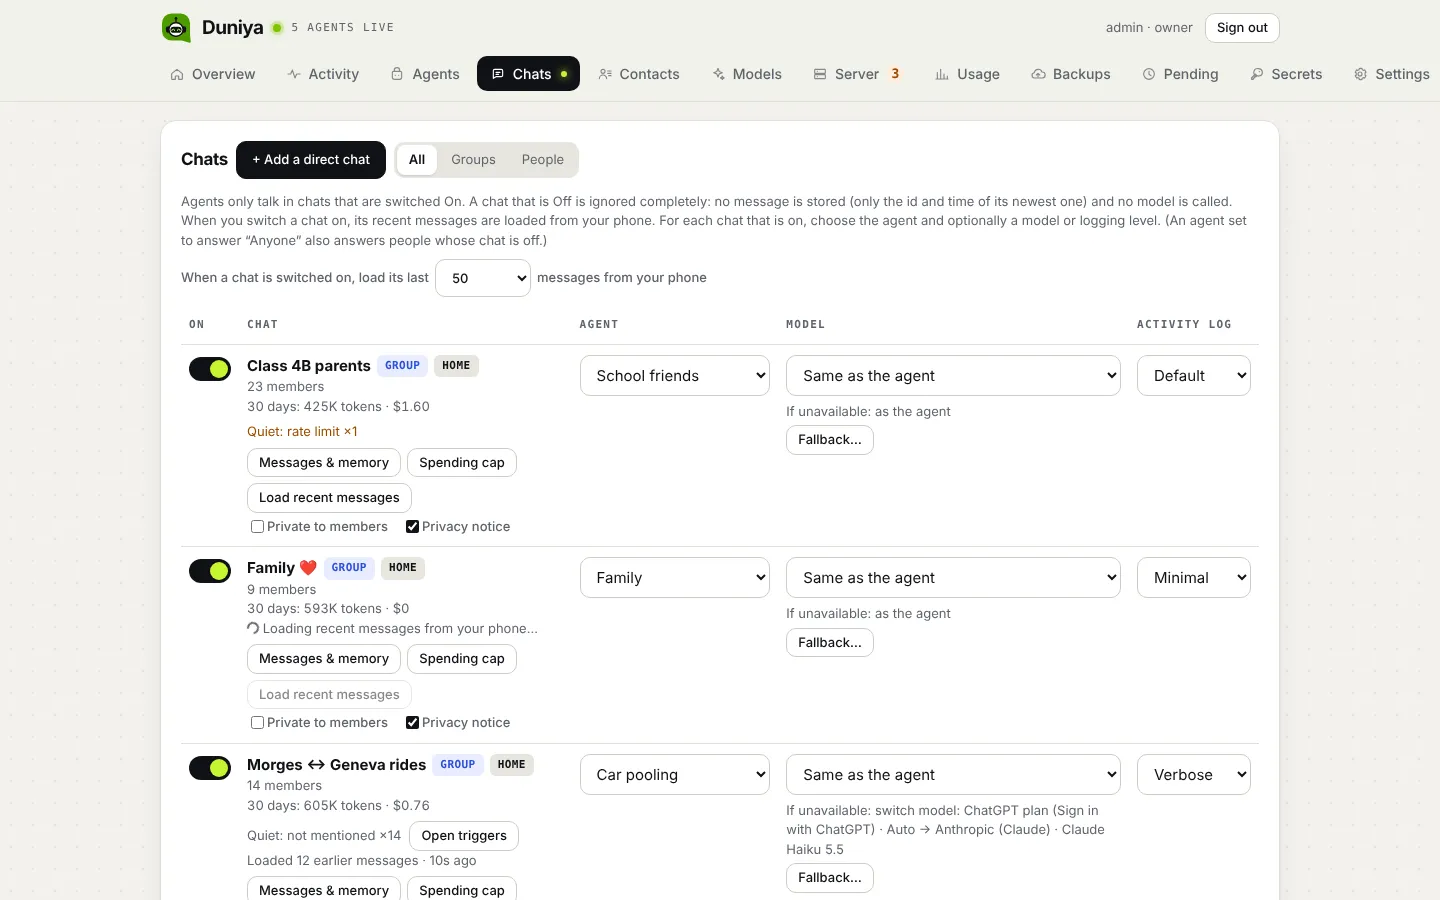 Duniya 5 AGENTS LIVE
admin · owner Sign out
Overview Activity Agents Chats Contacts Models Server 3 Usage Backups Pending Secrets Settings
Chats + Add a direct chat All Groups People
Agents only talk in chats that are switched On. A chat that is Off is ignored completely: no message is stored (only the id and time of its newest one) and no model is called.
When you switch a chat on, its recent messages are loaded from your phone. For each chat that is on, choose the agent and optionally a model or logging level. (An agent set
to answer “Anyone” also answers people whose chat is off.)
When a chat is switched on, load its last 50 messages from your phone
ON CHAT AGENT MODEL ACTIVITY LOG
Class 4B parents GROUP HOME School friends Same as the agent Default
23 members
30 days: 425K tokens · $1.60
If unavailable: as the agent
Quiet: rate limit ×1
Fallback...
Messages & memory Spending cap
Load recent messages
Private to members Privacy notice
Family ❤️ GROUP HOME Family Same as the agent Minimal
9 members
30 days: 593K tokens · $0
If unavailable: as the agent
Loading recent messages from your phone...
Fallback...
Messages & memory Spending cap
Load recent messages
Private to members Privacy notice
Morges ↔ Geneva rides GROUP HOME Car pooling Same as the agent Verbose
14 members
30 days: 605K tokens · $0.76
If unavailable: switch model: ChatGPT plan (Sign in
with ChatGPT) · Auto → Anthropic (Claude) · Claude
Haiku 5.5
Quiet: not mentioned ×14 Open triggers
Loaded 12 earlier messages · 10s ago
Fallback...
Messages & memory Spending cap